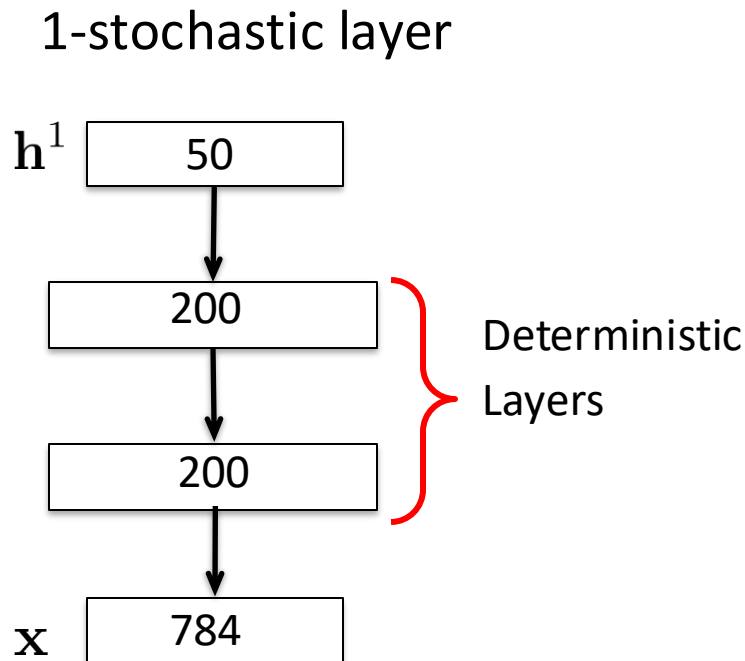 1-stochastic layer
h¹
50
200
Deterministic
Layers
200
x
784